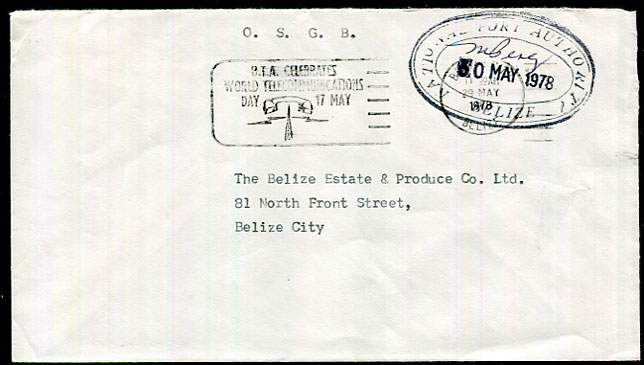 O. S. G. B.
B.T.A. CELEBRATES
WORLD TELECOMMUNICATIONS
DAY 17 MAY
NATIONAL PORT AUTHORITY
30 MAY 1978
BELIZE
29 MAY
1978
BELIZE
The Belize Estate & Produce Co. Ltd.
81 North Front Street,
Belize City